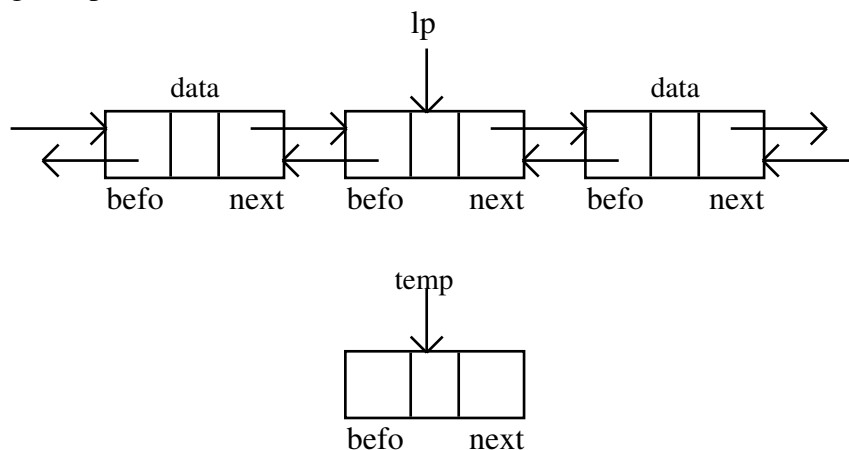 lp
data data
befo next befo next befo next
temp
befo next